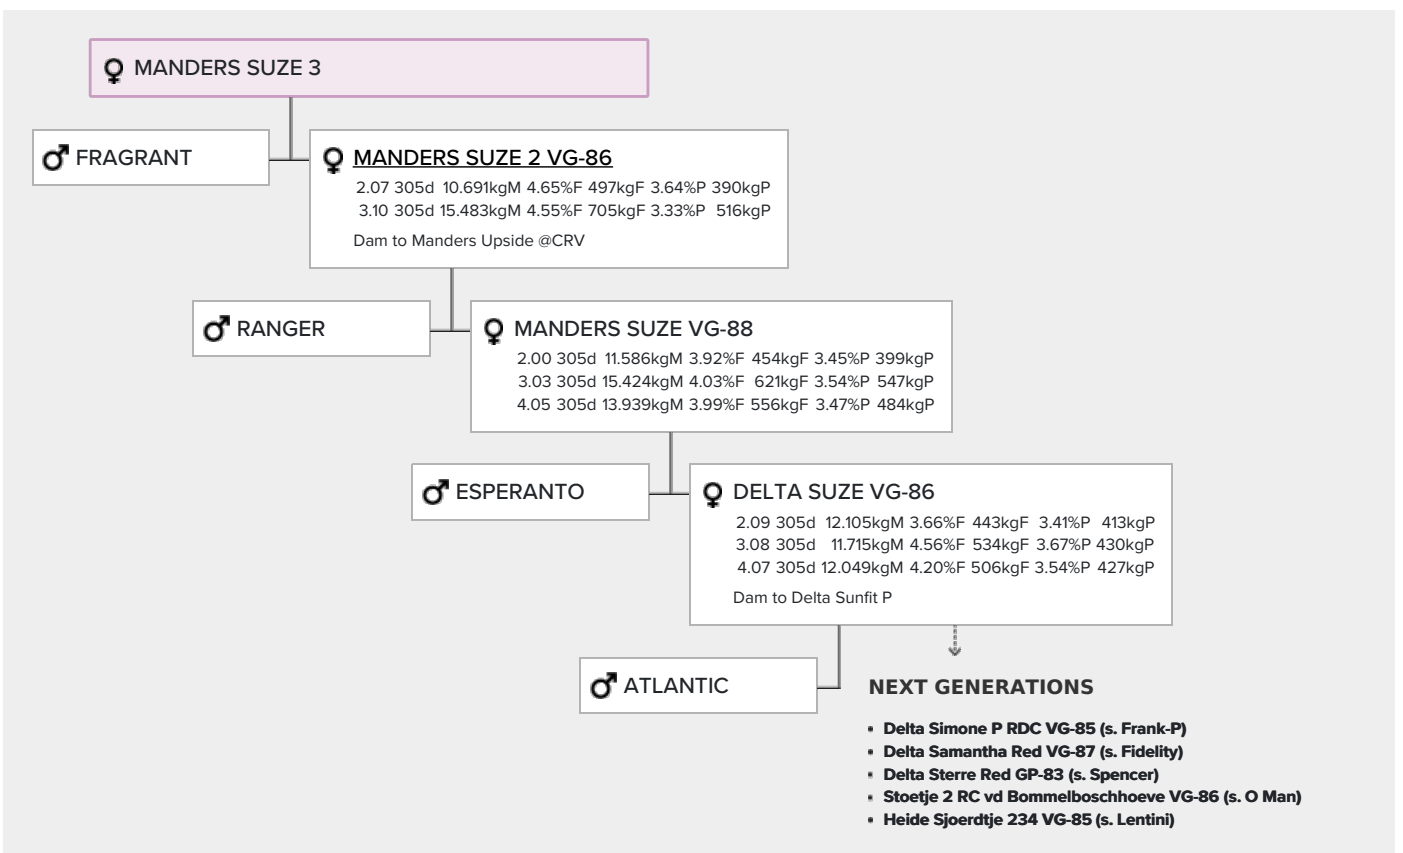 MANDERS SUZE 3
FRAGRANT
MANDERS SUZE 2 VG-86
2.07 305d 10.691kgM 4.65%F 497kgF 3.64%P 390kgP
3.10 305d 15.483kgM 4.55%F 705kgF 3.33%P 516kgP
Dam to Manders Upside @CRV
RANGER
MANDERS SUZE VG-88
2.00 305d 11.586kgM 3.92%F 454kgF 3.45%P 399kgP
3.03 305d 15.424kgM 4.03%F 621kgF 3.54%P 547kgP
4.05 305d 13.939kgM 3.99%F 556kgF 3.47%P 484kgP
ESPERANTO
DELTA SUZE VG-86
2.09 305d 12.105kgM 3.66%F 443kgF 3.41%P 413kgP
3.08 305d 11.715kgM 4.56%F 534kgF 3.67%P 430kgP
4.07 305d 12.049kgM 4.20%F 506kgF 3.54%P 427kgP
Dam to Delta Sunfit P
ATLANTIC
NEXT GENERATIONS
• Delta Simone P RDC VG-85 (s. Frank-P)
• Delta Samantha Red VG-87 (s. Fidelity)
• Delta Sterre Red GP-83 (s. Spencer)
• Stoetje 2 RC vd Bommelboschhoeve VG-86 (s. O Man)
• Heide Sjoerdtje 234 VG-85 (s. Lentini)